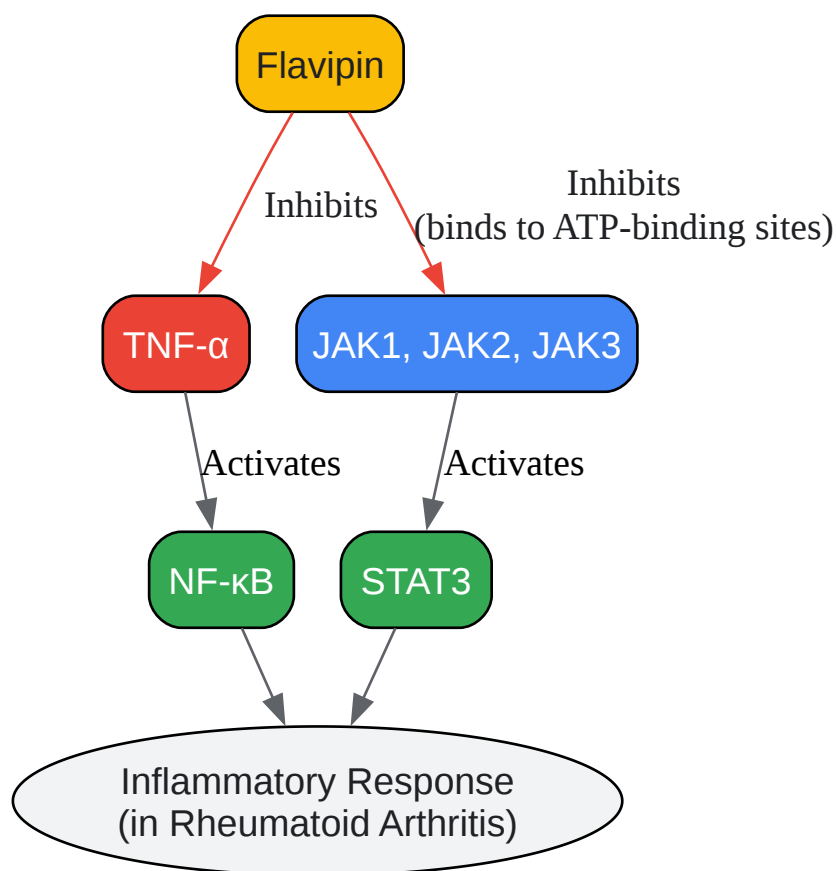 Flavipin
Inhibits
Inhibits
(binds to ATP-binding sites)
TNF-α
JAK1, JAK2, JAK3
Activates
Activates
NF-κB
STAT3
Inflammatory Response
(in Rheumatoid Arthritis)